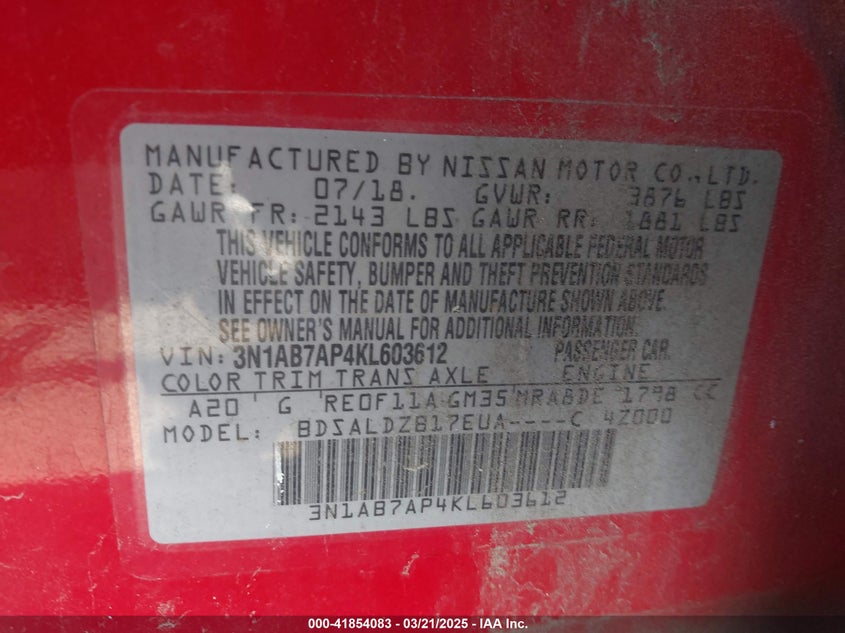 MANUFACTURED BY NISSAN MOTOR CO.,LTD.
DATE: 07/18. GVWR: 3876 LBS
GAWR FR: 2143 LBS GAWR RR: 1881 LBS
THIS VEHICLE CONFORMS TO ALL APPLICABLE FEDERAL MOTOR
VEHICLE SAFETY, BUMPER AND THEFT PREVENTION STANDARDS
IN EFFECT ON THE DATE OF MANUFACTURE SHOWN ABOVE.
SEE OWNER'S MANUAL FOR ADDITIONAL INFORMATION.
VIN: 3N1AB7AP4KL603612 PASSENGER CAR.
COLOR TRIM TRANS AXLE ENGINE
A20 G RE0F11A GM35 MRA8DE 1798 CC
MODEL: BDSALDZB17EUA----C 4Z000
3N1AB7AP4KL603612
000-41854083 - 03/21/2025 - IAA Inc.